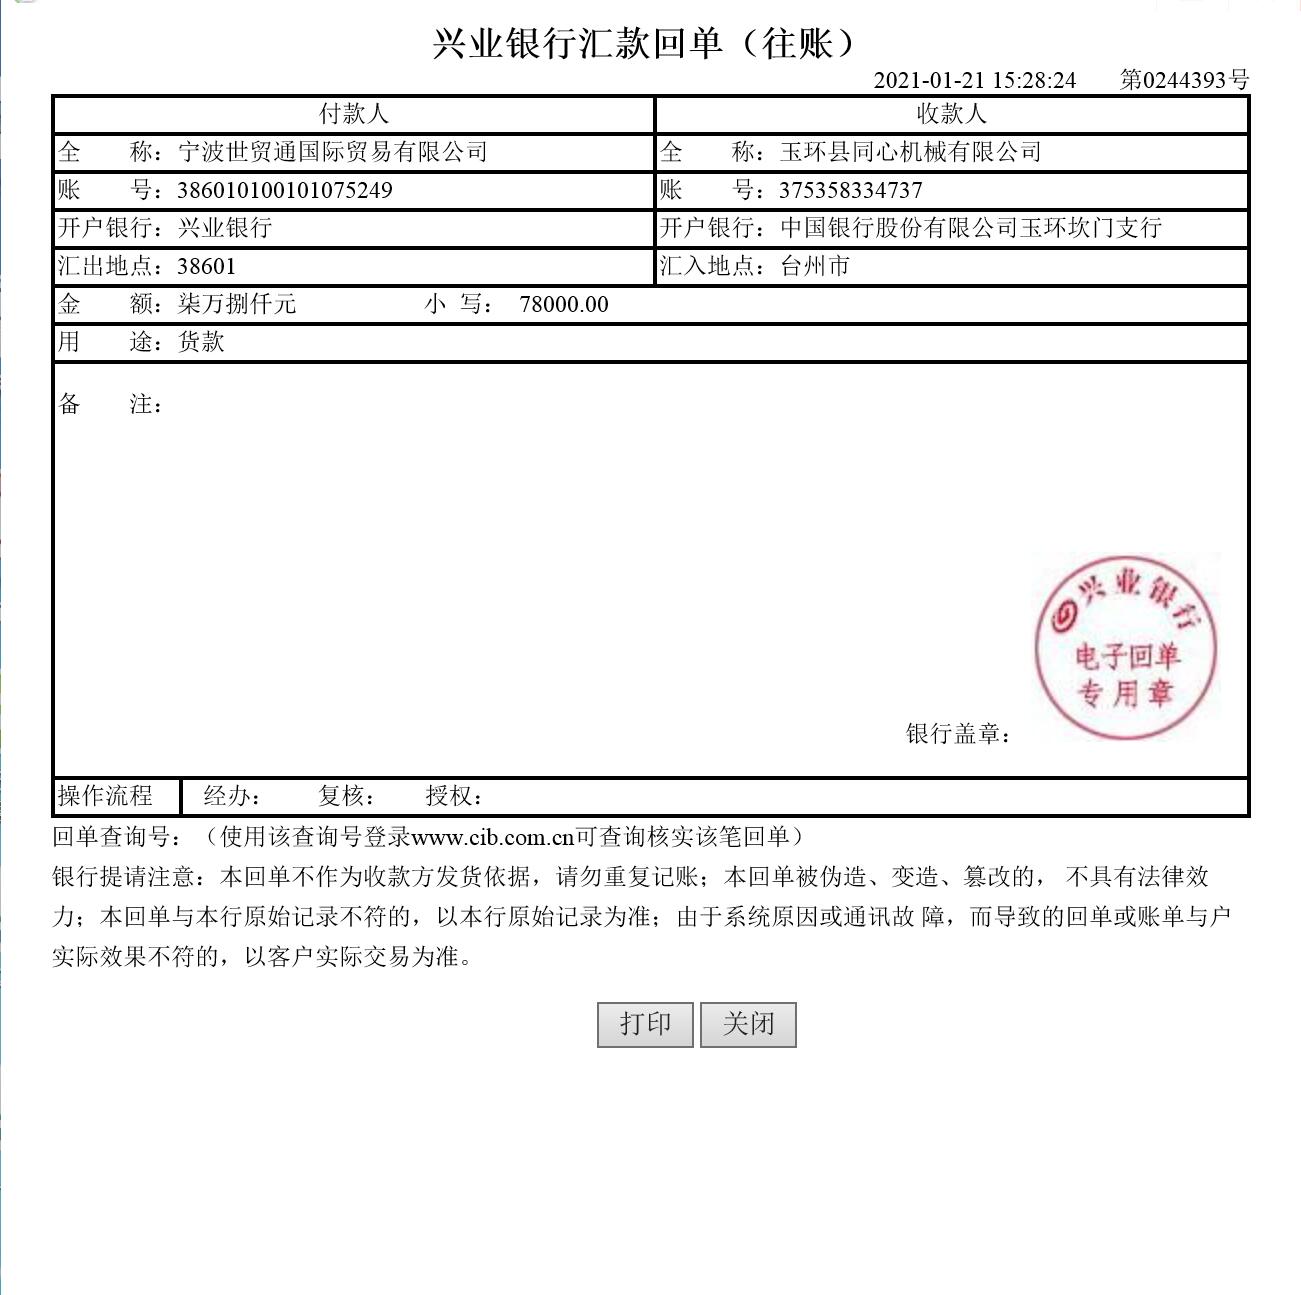 兴业银行汇款回单（往账）
2021-01-21 15:28:24 第0244393号
付款人 收款人
全 称：宁波世贸通国际贸易有限公司 全 称：玉环县同心机械有限公司
账 号：386010100101075249 账 号：375358334737
开户银行：兴业银行 开户银行：中国银行股份有限公司玉环坎门支行
汇出地点：38601 汇入地点：台州市
金 额：柒万捌仟元 小 写： 78000.00
用 途：货款
备 注：
兴业银行
电子回单
专用章
银行盖章：
操作流程 经办： 复核： 授权：
回单查询号：（使用该查询号登录www.cib.com.cn可查询核实该笔回单）
银行提请注意：本回单不作为收款方发货依据，请勿重复记账；本回单被伪造、变造、篡改的， 不具有法律效
力；本回单与本行原始记录不符的，以本行原始记录为准；由于系统原因或通讯故 障，而导致的回单或账单与户
实际效果不符的，以客户实际交易为准。
打印 关闭